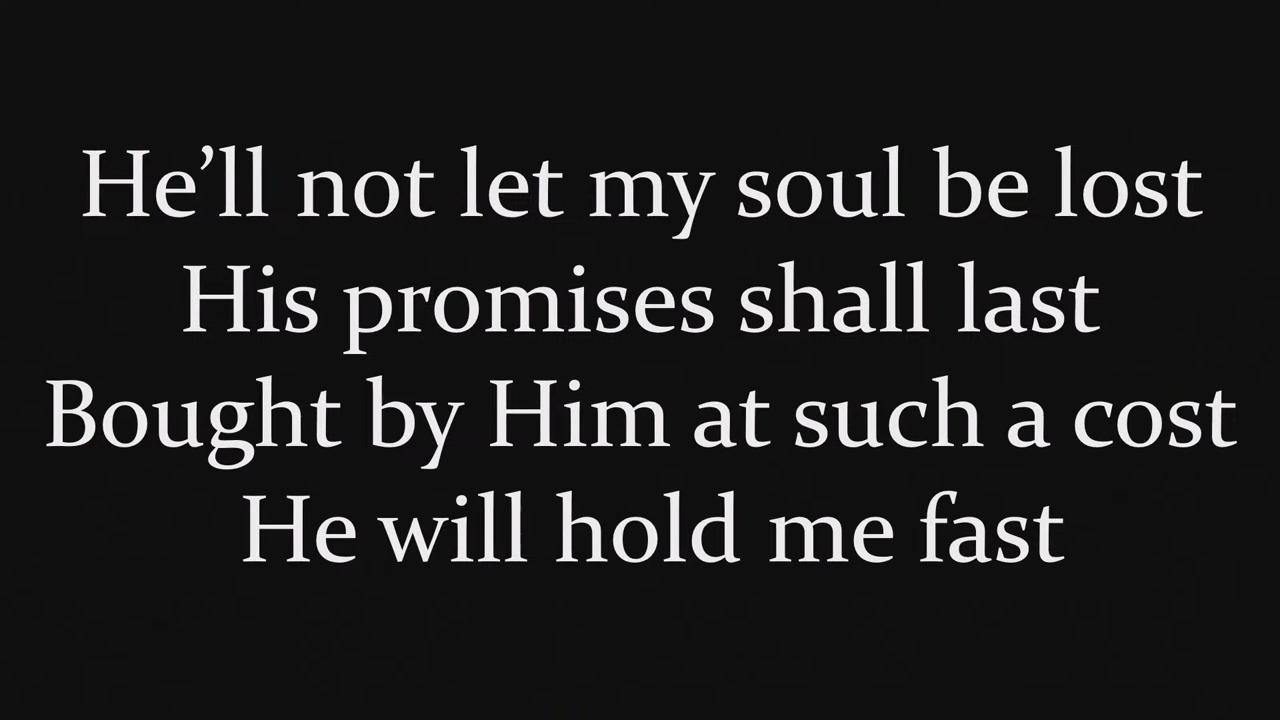 He’ll not let my soul be lost
His promises shall last
Bought by Him at such a cost
He will hold me fast